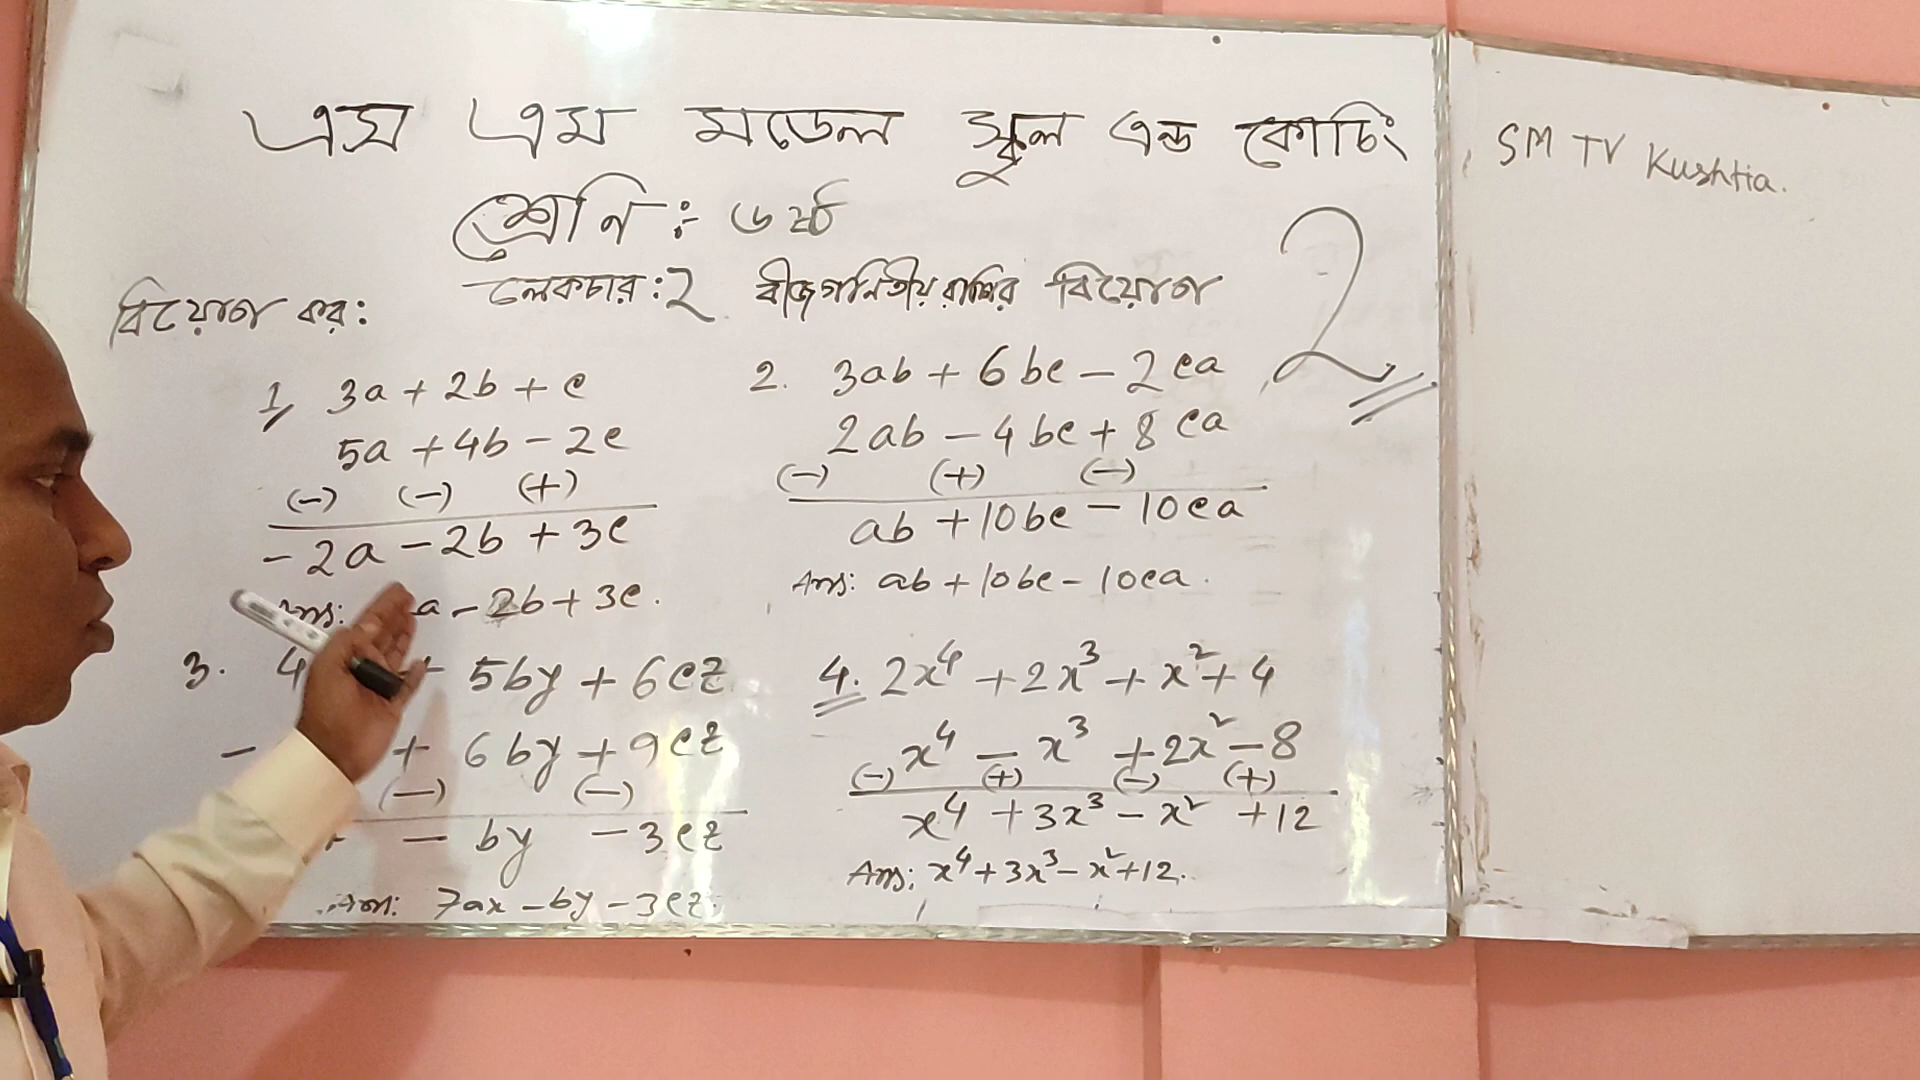 এস এম মডেল স্কুল এন্ড কোচিং
SM TV Kushtia.
শ্রেণি: ৬ষ্ঠ
লেকচার: 2 বীজগনিতীয় রাশির বিয়োগ
2
বিয়োগ কর:
1, 3a + 2b + c
5a + 4b - 2c
(-) (-) (+)
-2a - 2b + 3c
Ans: a - 2b + 3c.
2. 3ab + 6bc - 2ca
2ab - 4bc + 8ca
(-) (+) (-)
ab + 10bc - 10ca
Ans: ab + 10bc - 10ca.
3. 4 + 5by + 6cz
- + 6by + 9cz
(-) (-)
- by - 3cz
Ans: 7ax - by - 3cz.
4. 2x⁴ + 2x³ + x² + 4
x⁴ - x³ + 2x² - 8
(-) (+) (-) (+)
x⁴ + 3x³ - x² + 12
Ans: x⁴ + 3x³ - x² + 12.